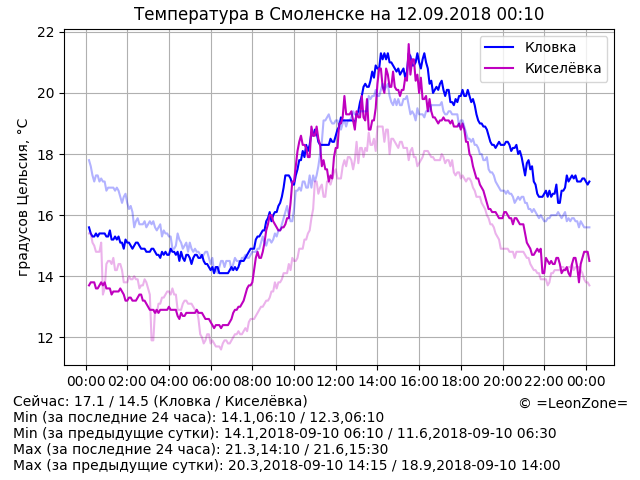 Температура в Смоленске на 12.09.2018 00:10
градусов Цельсия, °C
22
20
18
16
14
12
Кловка
Киселёвка
00:00 02:00 04:00 06:00 08:00 10:00 12:00 14:00 16:00 18:00 20:00 22:00 00:00
Сейчас: 17.1 / 14.5 (Кловка / Киселёвка)
© =LeonZone=
Min (за последние 24 часа): 14.1,06:10 / 12.3,06:10
Min (за предыдущие сутки): 14.1,2018-09-10 06:10 / 11.6,2018-09-10 06:30
Max (за последние 24 часа): 21.3,14:10 / 21.6,15:30
Max (за предыдущие сутки): 20.3,2018-09-10 14:15 / 18.9,2018-09-10 14:00